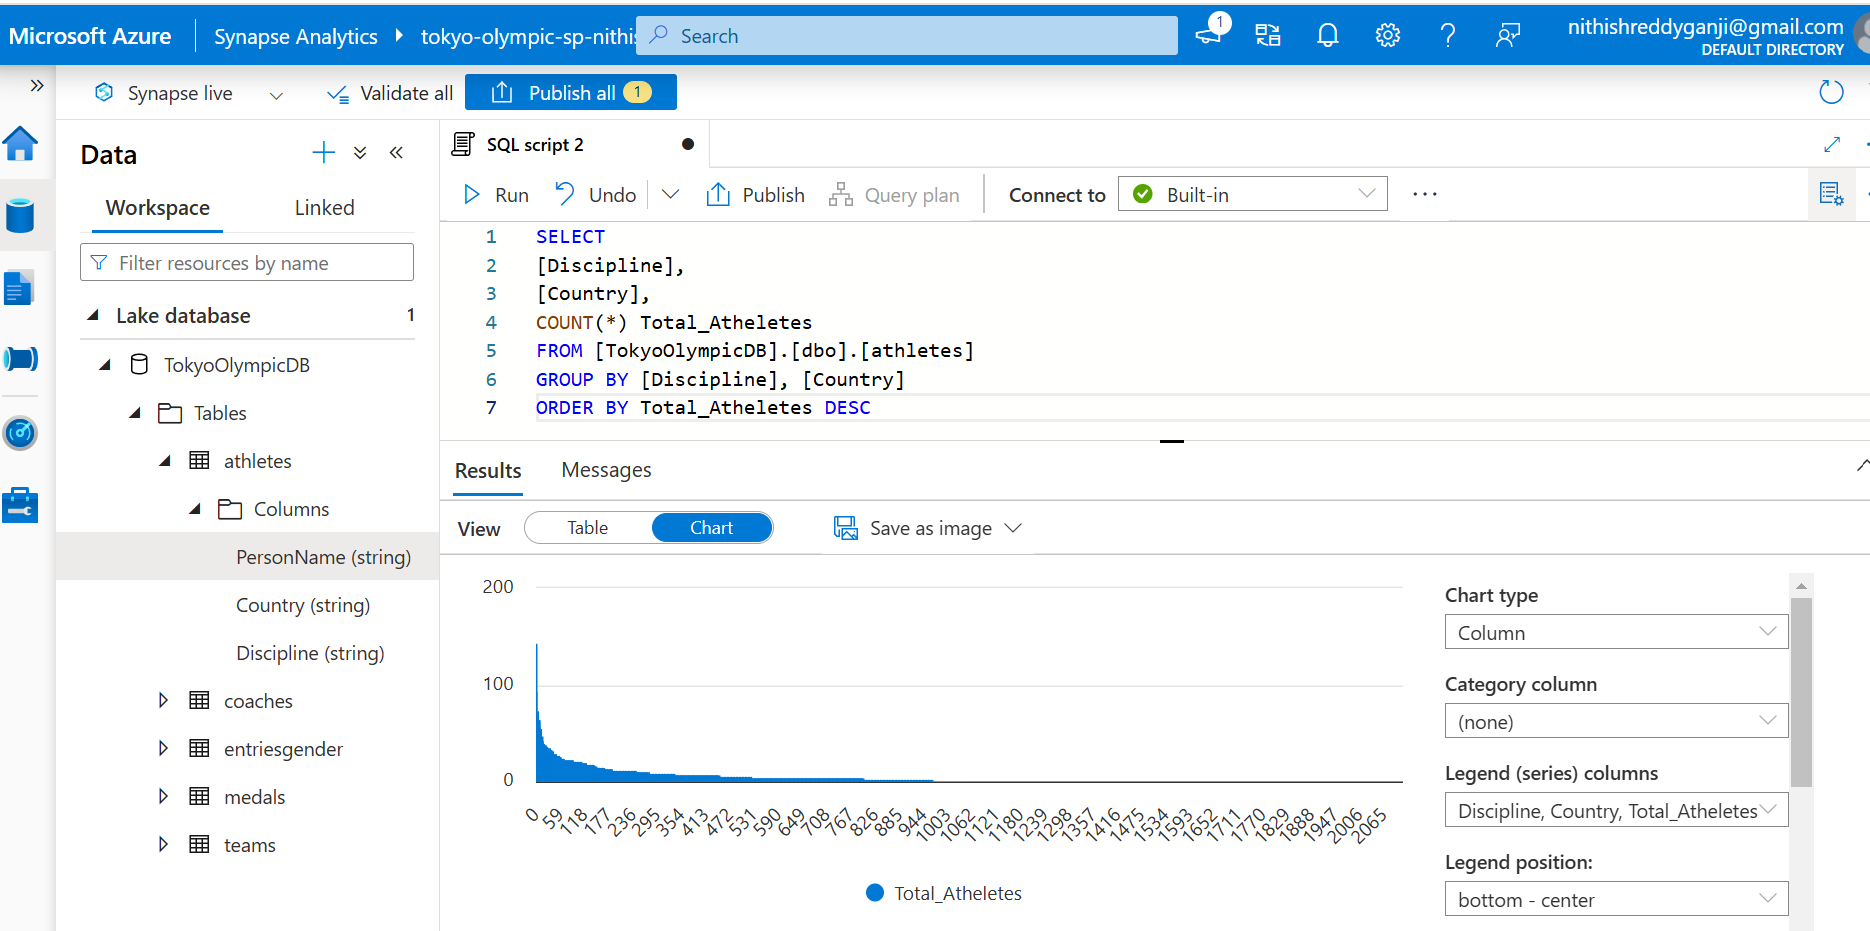 Microsoft Azure
Synapse Analytics
tokyo-olympic-sp-nithis
Search
1
nithishreddyganji@gmail.com
DEFAULT DIRECTORY
Synapse live
Validate all
Publish all 1
Data
Workspace
Linked
Filter resources by name
Lake database 1
TokyoOlympicDB
Tables
athletes
Columns
PersonName (string)
Country (string)
Discipline (string)
coaches
entriesgender
medals
teams
SQL script 2
Run
Undo
Publish
Query plan
Connect to
Built-in
1 SELECT
2 [Discipline],
3 [Country],
4 COUNT(*) Total_Atheletes
5 FROM [TokyoOlympicDB].[dbo].[athletes]
6 GROUP BY [Discipline], [Country]
7 ORDER BY Total_Atheletes DESC
Results
Messages
View
Table
Chart
Save as image
200
100
0
0 59 118 177 236 295 354 413 472 531 590 649 708 767 826 885 944 1003 1062 1121 1180 1239 1298 1357 1416 1475 1534 1593 1652 1711 1770 1829 1888 1947 2006 2065
Total_Atheletes
Chart type
Column
Category column
(none)
Legend (series) columns
Discipline, Country, Total_Atheletes
Legend position:
bottom - center